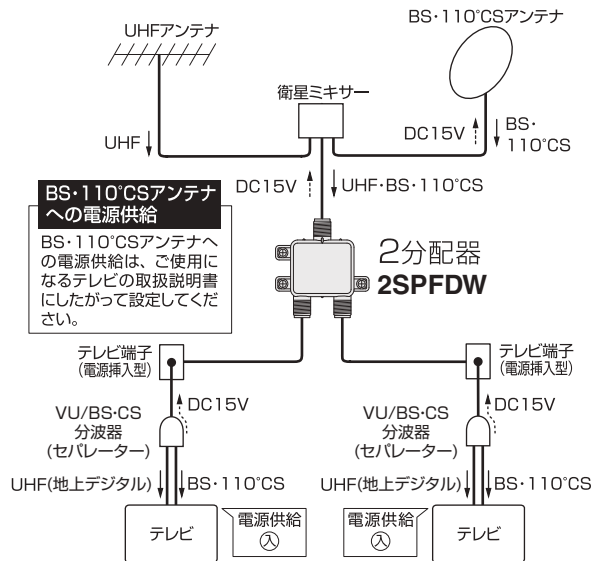 UHFアンテナ
BS・110°CSアンテナ
衛星ミキサー
UHF
DC15V
BS・
110°CS
DC15V
UHF・BS・110°CS
BS・110°CSアンテナ
への電源供給
BS・110°CSアンテナへ
の電源供給は、ご使用に
なるテレビの取扱説明書
にしたがって設定してくだ
さい。
2分配器
2SPFDW
テレビ端子
(電源挿入型)
テレビ端子
(電源挿入型)
DC15V
VU/BS・CS
分波器
(セパレーター)
DC15V
VU/BS・CS
分波器
(セパレーター)
UHF(地上デジタル)
BS・110°CS
UHF(地上デジタル)
BS・110°CS
テレビ
電源供給
入
電源供給
入
テレビ